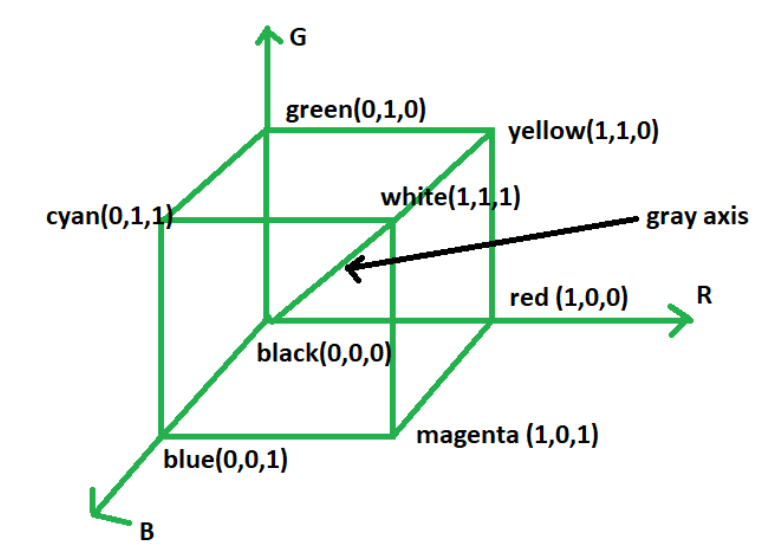 G
green(0,1,0)
yellow(1,1,0)
white(1,1,1)
cyan(0,1,1)
gray axis
red (1,0,0)
R
black(0,0,0)
magenta (1,0,1)
blue(0,0,1)
B